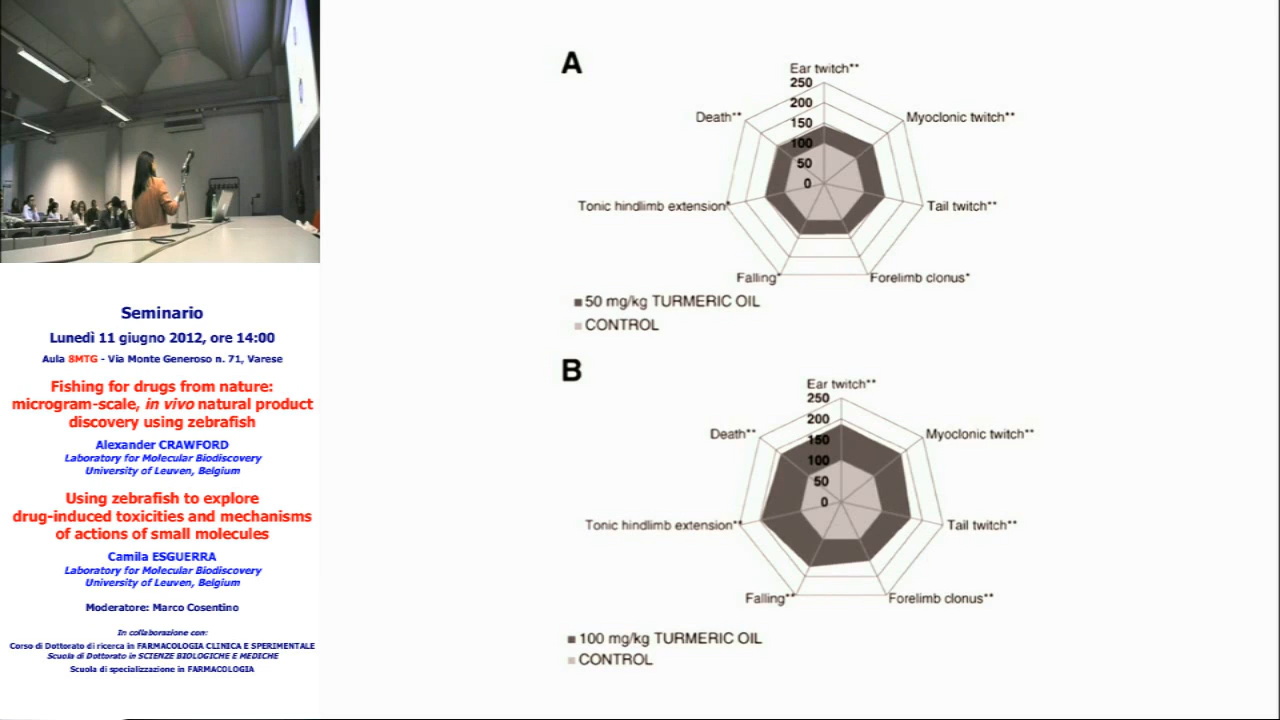 Seminario
Lunedì 11 giugno 2012, ore 14:00
Aula 8MTG - Via Monte Generoso n. 71, Varese
Fishing for drugs from nature:
microgram-scale, in vivo natural product
discovery using zebrafish
Alexander CRAWFORD
Laboratory for Molecular Biodiscovery
University of Leuven, Belgium
Using zebrafish to explore
drug-induced toxicities and mechanisms
of actions of small molecules
Camila ESGUERRA
Laboratory for Molecular Biodiscovery
University of Leuven, Belgium
Moderatore: Marco Cosentino
In collaborazione con:
Corso di Dottorato di ricerca in FARMACOLOGIA CLINICA E SPERIMENTALE
Scuola di Dottorato in SCIENZE BIOLOGICHE E MEDICHE
Scuola di specializzazione in FARMACOLOGIA
A
Ear twitch**
250
200
150
100
50
0
Death**
Myoclonic twitch**
Tonic hindlimb extension*
Tail twitch**
Falling*
Forelimb clonus*
50 mg/kg TURMERIC OIL
CONTROL
B
Ear twitch**
250
200
150
100
50
0
Death**
Myoclonic twitch**
Tonic hindlimb extension**
Tail twitch**
Falling**
Forelimb clonus**
100 mg/kg TURMERIC OIL
CONTROL